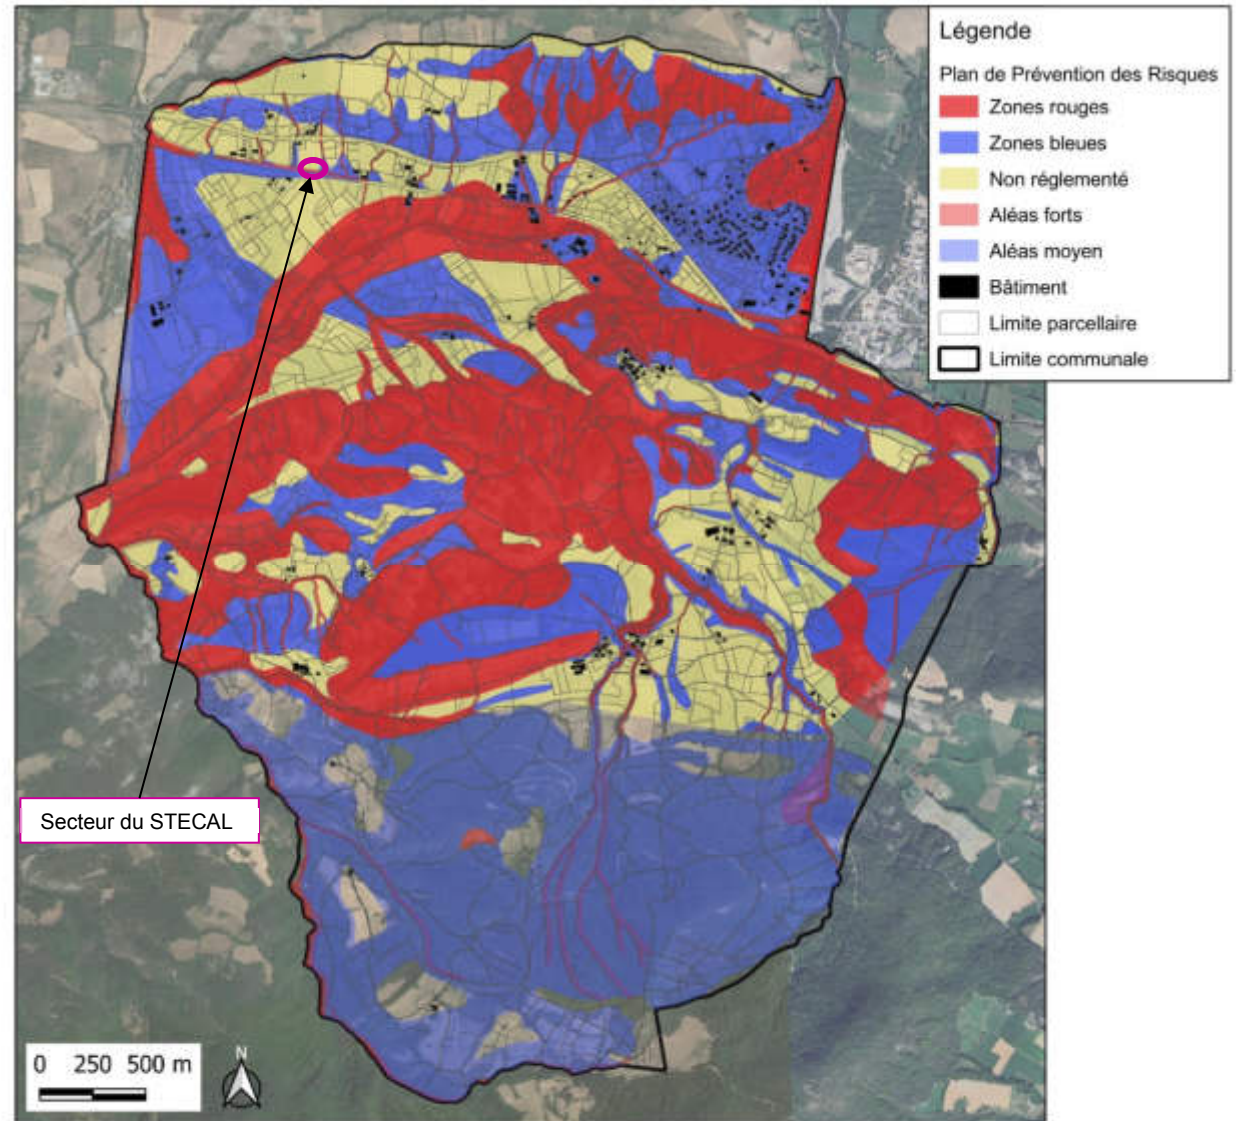 Légende
Plan de Prévention des Risques
Zones rouges
Zones bleues
Non réglementé
Aléas forts
Aléas moyen
Bâtiment
Limite parcellaire
Limite communale
Secteur du STECAL
0 250 500 m
N